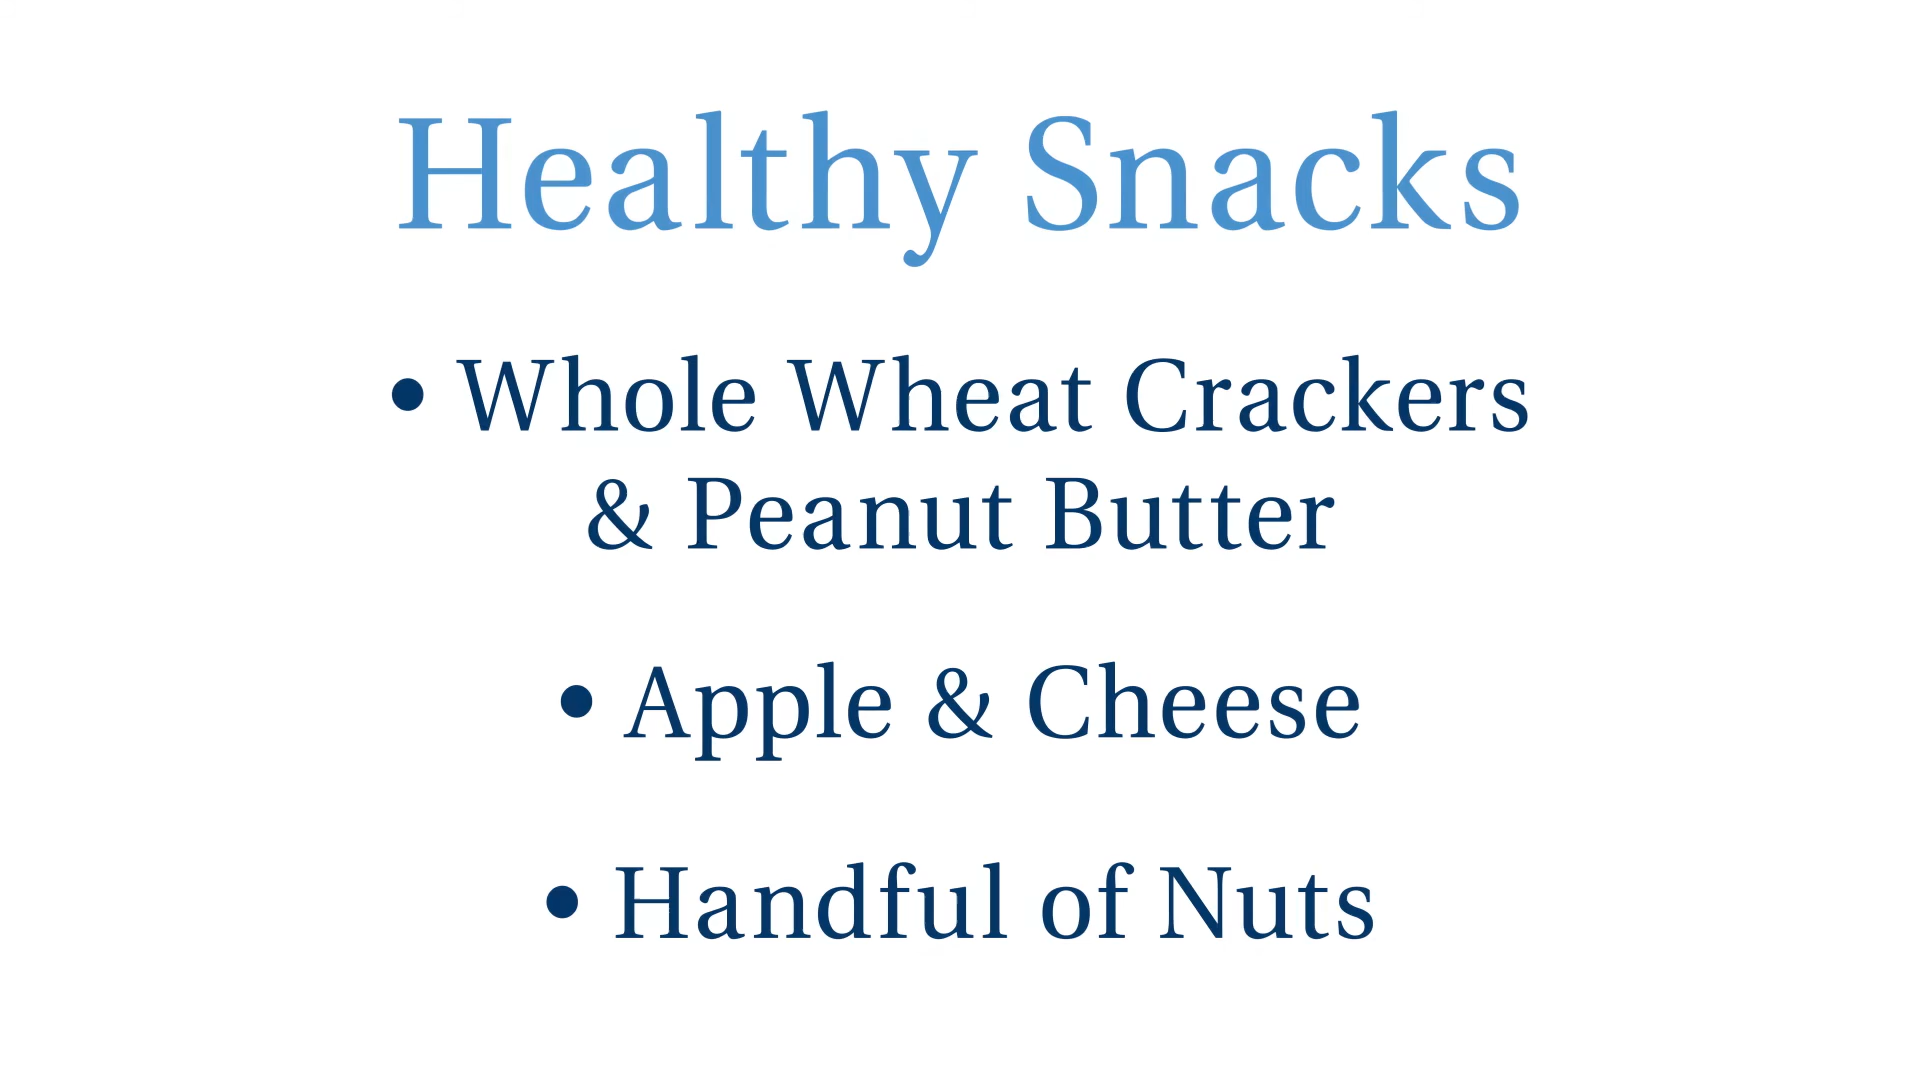 Healthy Snacks
• Whole Wheat Crackers
& Peanut Butter
• Apple & Cheese
• Handful of Nuts